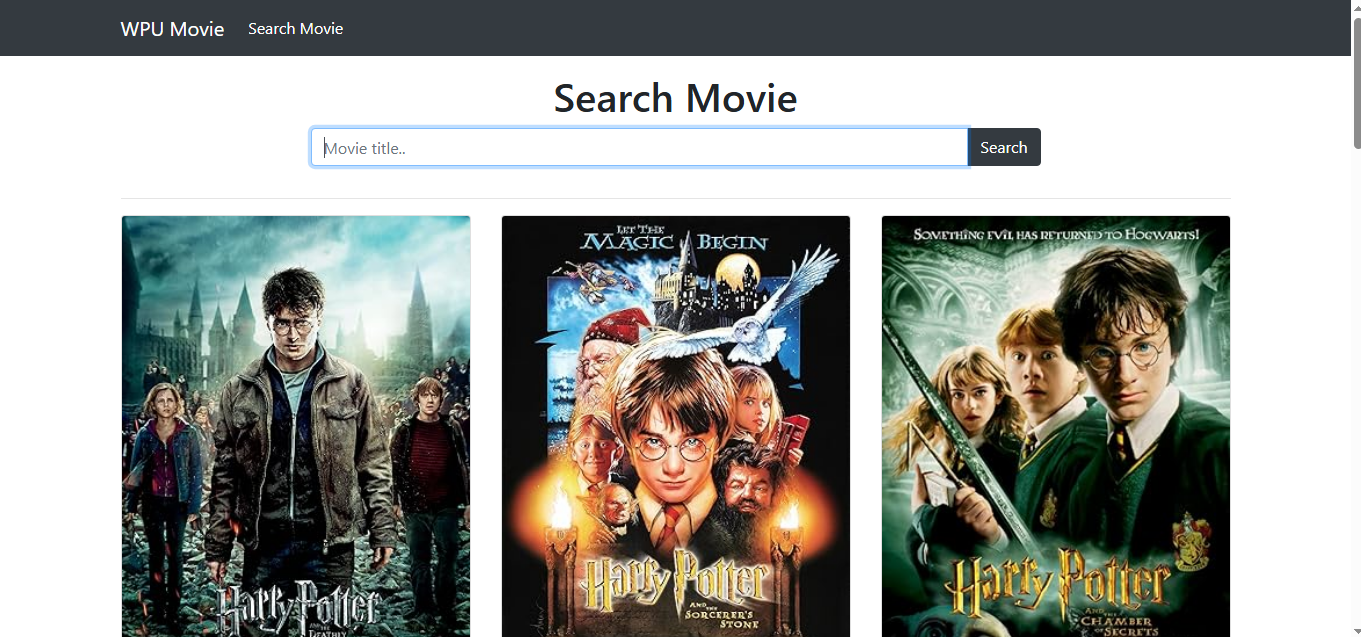 WPU Movie Search Movie
Search Movie
Movie title.. Search
LET THE
MAGIC BEGIN
SOMETHING EVIL HAS RETURNED TO HOGWARTS!
Harry Potter
AND THE
DEATHLY
Harry Potter
AND THE
SORCERER'S
STONE
Harry Potter
AND THE
CHAMBER
OF SECRETS